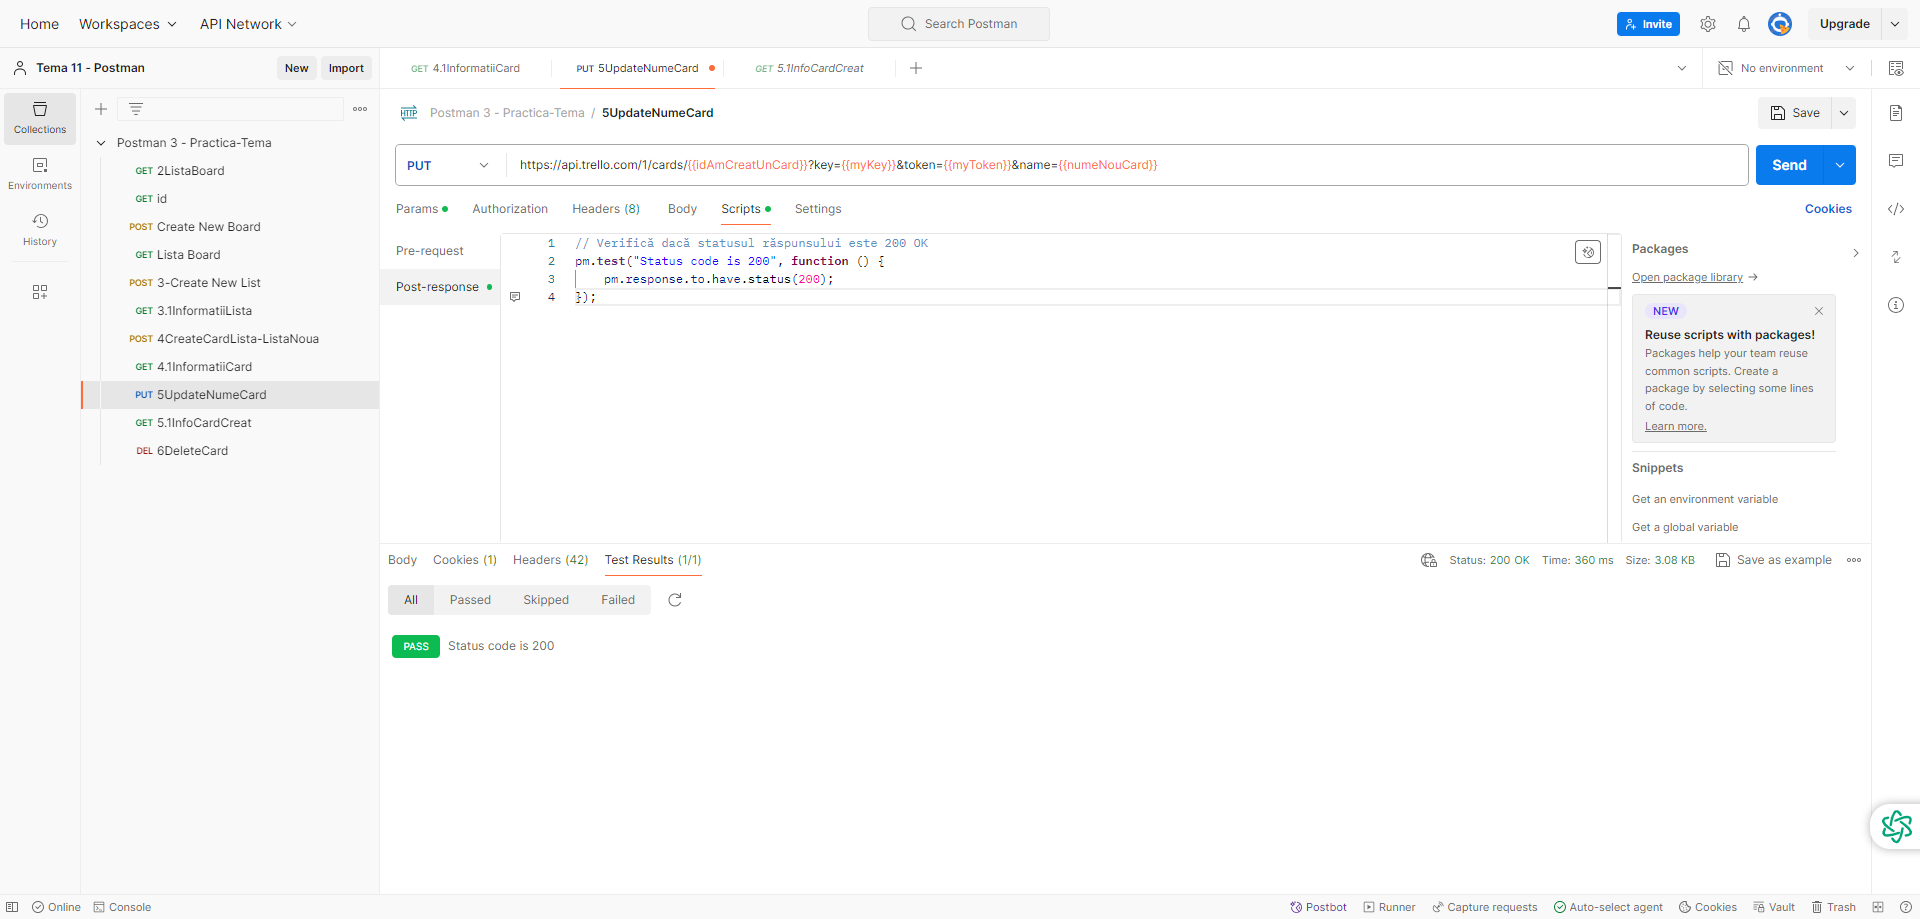 Home Workspaces API Network Search Postman Invite Upgrade
Tema 11 - Postman New Import GET 4.1InformatiiCard PUT 5UpdateNumeCard GET 5.1InfoCardCreat No environment
Collections
Environments
History
Postman 3 - Practica-Tema
GET 2ListaBoard
GET id
POST Create New Board
GET Lista Board
POST 3-Create New List
GET 3.1InformatiiLista
POST 4CreateCardLista-ListaNoua
GET 4.1InformatiiCard
PUT 5UpdateNumeCard
GET 5.1InfoCardCreat
DEL 6DeleteCard
HTTP Postman 3 - Practica-Tema / 5UpdateNumeCard Save
PUT https://api.trello.com/1/cards/{{idAmCreatUnCard}}?key={{myKey}}&token={{myToken}}&name={{numeNouCard}} Send
Params Authorization Headers (8) Body Scripts Settings Cookies
Pre-request
Post-response
1 // Verifică dacă statusul răspunsului este 200 OK
2 pm.test("Status code is 200", function () {
3 pm.response.to.have.status(200);
4 });
Packages
Open package library →
NEW
Reuse scripts with packages!
Packages help your team reuse
common scripts. Create a
package by selecting some lines
of code.
Learn more.
Snippets
Get an environment variable
Get a global variable
Body Cookies (1) Headers (42) Test Results (1/1) Status: 200 OK Time: 360 ms Size: 3.08 KB Save as example
All Passed Skipped Failed
PASS Status code is 200
Online Console Postbot Runner Capture requests Auto-select agent Cookies Vault Trash